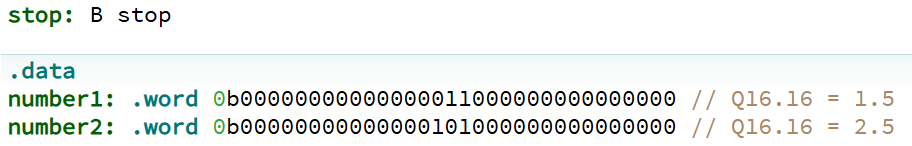 stop: B stop
.data
number1: .word 0b00000000000000011000000000000000 // Q16.16 = 1.5
number2: .word 0b00000000000000101000000000000000 // Q16.16 = 2.5